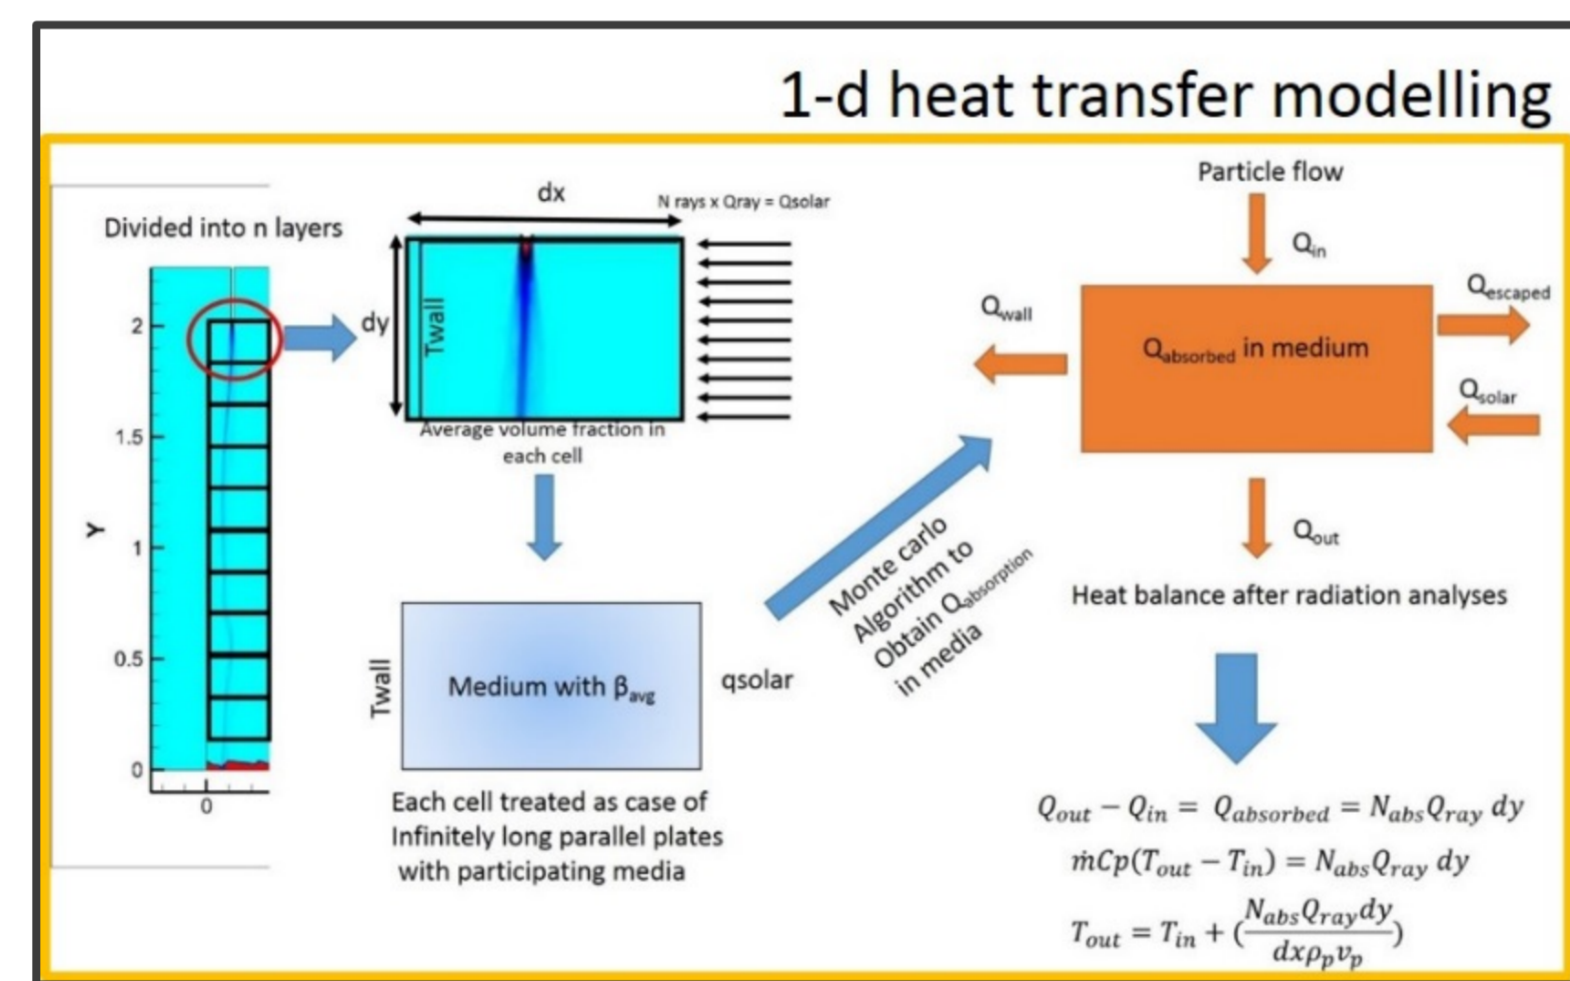 1-d heat transfer modelling
Divided into n layers
2
1.5
1
0.5
0
Y
0
dx
N rays x Qray = Qsolar
dy
Twall
Average volume fraction in
each cell
Twall
Medium with βavg
qsolar
Each cell treated as case of
Infinitely long parallel plates
with participating media
Monte carlo
Algorithm to
Obtain Qabsorption
in media
Particle flow
Qin
Qwall
Qabsorbed in medium
Qescaped
Qsolar
Qout
Heat balance after radiation analyses
Qout − Qin = Qabsorbed = NabsQray dy
ṁCp(Tout − Tin) = NabsQray dy
Tout = Tin + (NabsQraydy / dxρpvp)